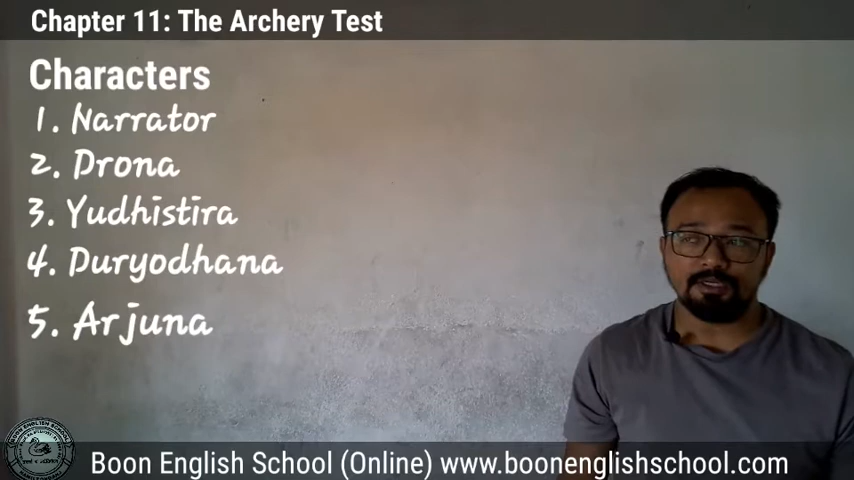 Chapter 11: The Archery Test
Characters
1. Narrator
2. Drona
3. Yudhistira
4. Duryodhana
5. Arjuna
Boon English School (Online) www.boonenglishschool.com